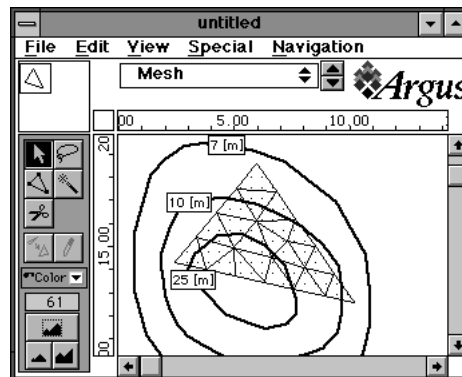 untitled
File Edit View Special Navigation
Mesh
Argus
00 5.00 10.00
20
7 [m]
10 [m]
15.00
25 [m]
Color
61
00